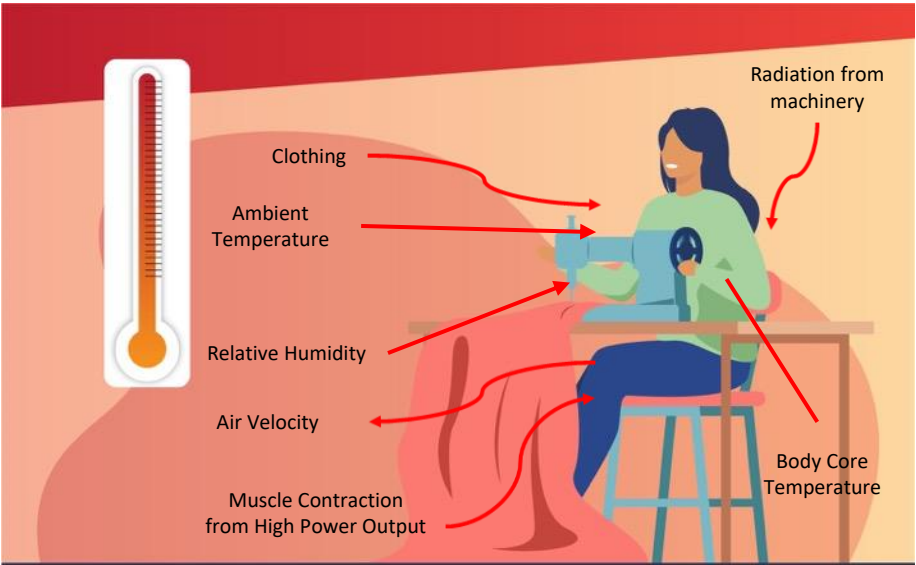 Radiation from
machinery
Clothing
Ambient
Temperature
Relative Humidity
Air Velocity
Body Core
Temperature
Muscle Contraction
from High Power Output